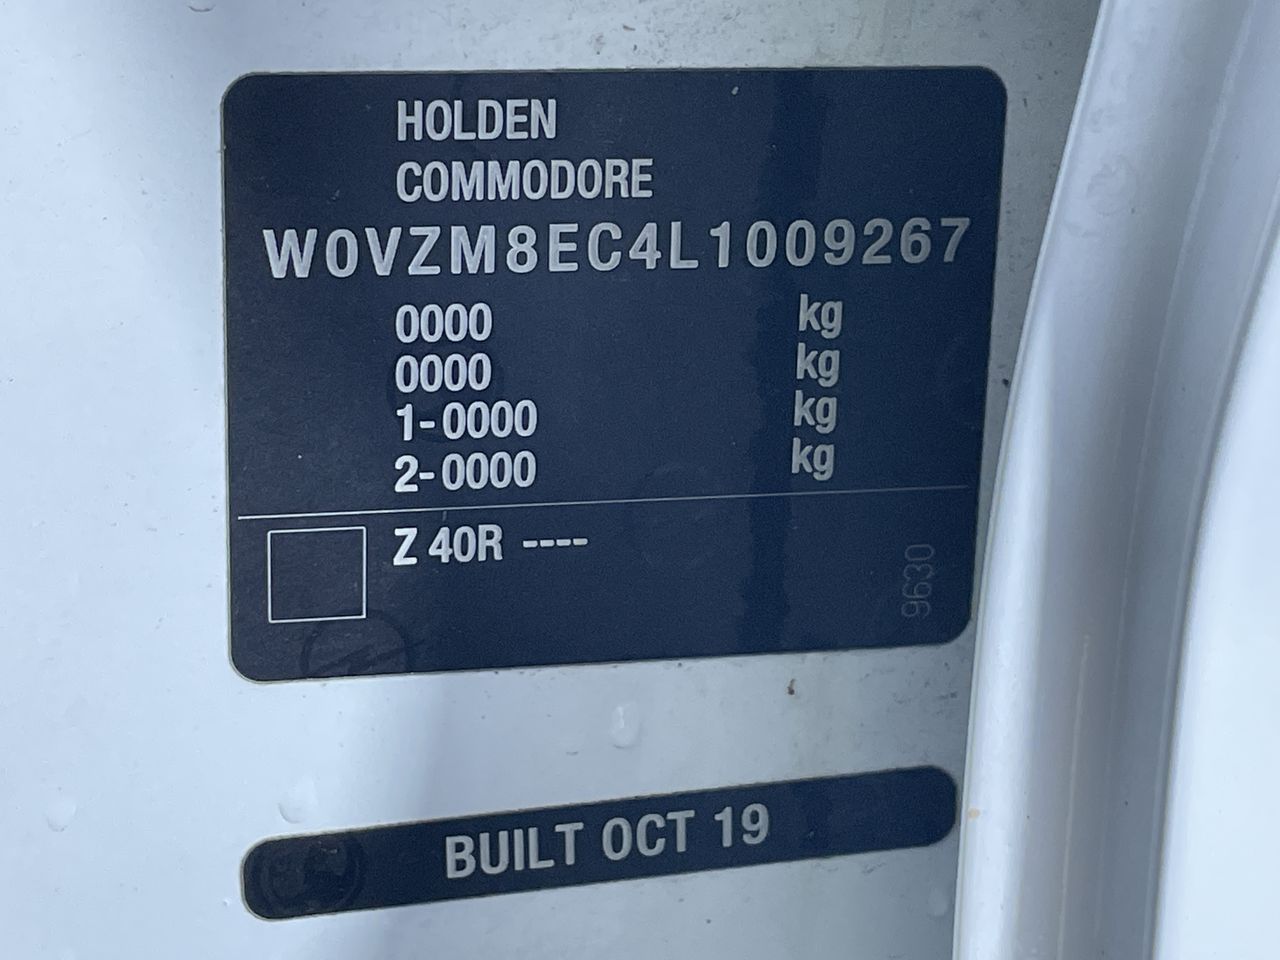 HOLDEN
COMMODORE
W0VZM8EC4L1009267
0000 kg
0000 kg
1-0000 kg
2-0000 kg
Z 40R ----
9630
BUILT OCT 19